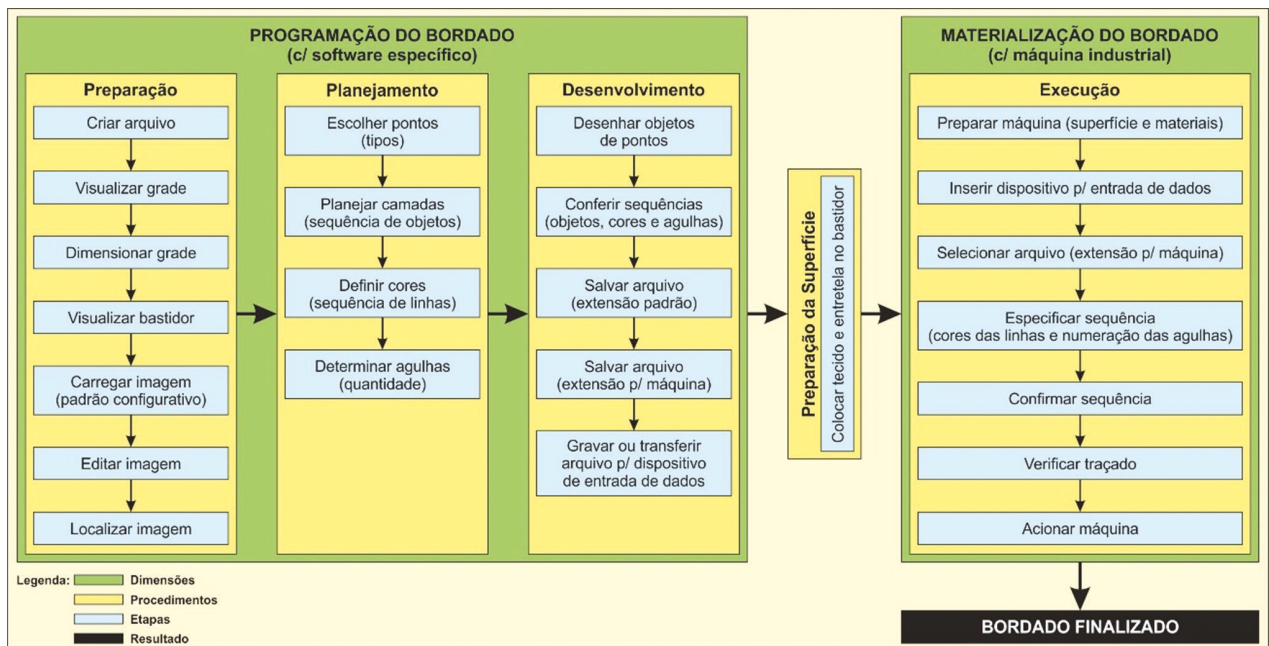 PROGRAMAÇÃO DO BORDADO
(c/ software específico)
Preparação
Criar arquivo
Visualizar grade
Dimensionar grade
Visualizar bastidor
Carregar imagem
(padrão configurativo)
Editar imagem
Localizar imagem
Planejamento
Escolher pontos
(tipos)
Planejar camadas
(sequência de objetos)
Definir cores
(sequência de linhas)
Determinar agulhas
(quantidade)
Desenvolvimento
Desenhar objetos
de pontos
Conferir sequências
(objetos, cores e agulhas)
Salvar arquivo
(extensão padrão)
Salvar arquivo
(extensão p/ máquina)
Gravar ou transferir
arquivo p/ dispositivo
de entrada de dados
Preparação da Superfície
Colocar tecido e entretela no bastidor
MATERIALIZAÇÃO DO BORDADO
(c/ máquina industrial)
Execução
Preparar máquina (superfície e materiais)
Inserir dispositivo p/ entrada de dados
Selecionar arquivo (extensão p/ máquina)
Especificar sequência
(cores das linhas e numeração das agulhas)
Confirmar sequência
Verificar traçado
Acionar máquina
BORDADO FINALIZADO
Legenda:
Dimensões
Procedimentos
Etapas
Resultado